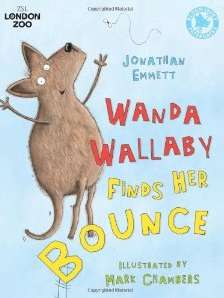 ZSL
LONDON
ZOO
JONATHAN
EMMETT
WANDA
WALLABY
FINDS HER
BOUNCE
ILLUSTRATED BY
MARK CHAMBERS